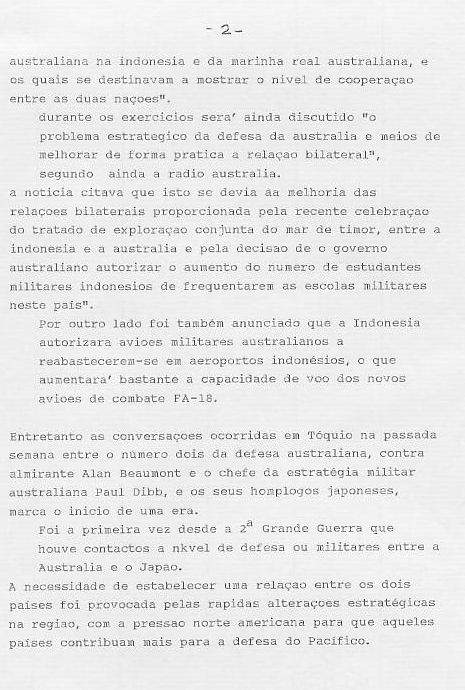 - 2 -
australiana na indonesia e da marinha real australiana, e
os quais se destinavam a mostrar o nivel de cooperaçao
entre as duas naçoes".
durante os exercicios sera' ainda discutido "o
problema estrategico da defesa da australia e meios de
melhorar de forma pratica a relaçao bilateral",
segundo ainda a radio australia.
a noticia citava que isto se devia áa melhoria das
relaçoes bilaterais proporcionada pela recente celebraçao
do tratado de exploraçao conjunta do mar de timor, entre a
indonesia e a australia e pela decisao de o governo
australiano autorizar o aumento do numero de estudantes
militares indonesios de frequentarem as escolas militares
neste país".
Por outro lado foi também anunciado que a Indonesia
autorizara avioes militares australianos a
reabastecerem-se em aeroportos indonésios, o que
aumentara' bastante a capacidade de voo dos novos
avioes de combate FA-18.
Entretanto as conversaçoes ocorridas em Tóquio na passada
semana entre o número dois da defesa australiana, contra
almirante Alan Beaumont e o chefe da estratégia militar
australiana Paul Dibb, e os seus homplogos japoneses,
marca o inicio de uma era.
Foi a primeira vez desde a 2ª Grande Guerra que
houve contactos a nkvel de defesa ou militares entre a
Australia e o Japao.
A necessidade de estabelecer uma relaçao entre os dois
países foi provocada pelas rapidas alteraçoes estratégicas
na regiao, com a pressao norte americana para que aqueles
países contribuam mais para a defesa do Pacífico.